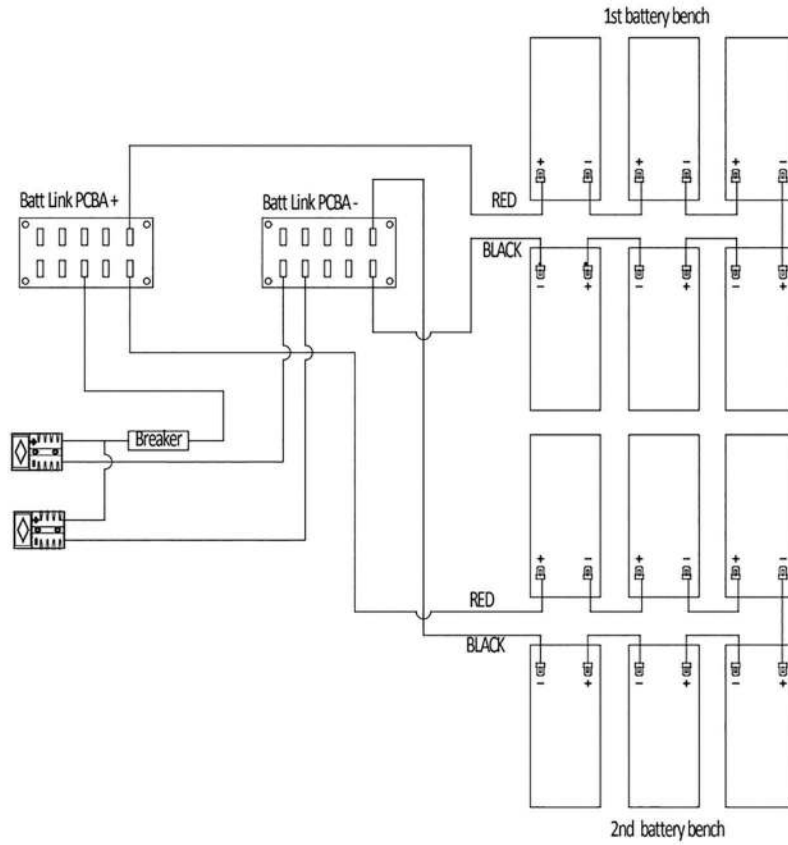 1st battery bench
+ - + - + -
Batt Link PCBA +
Batt Link PCBA -
RED
BLACK
- + - + - +
Breaker
+
-
+
-
+ - + - + -
RED
BLACK
- + - + - +
2nd battery bench